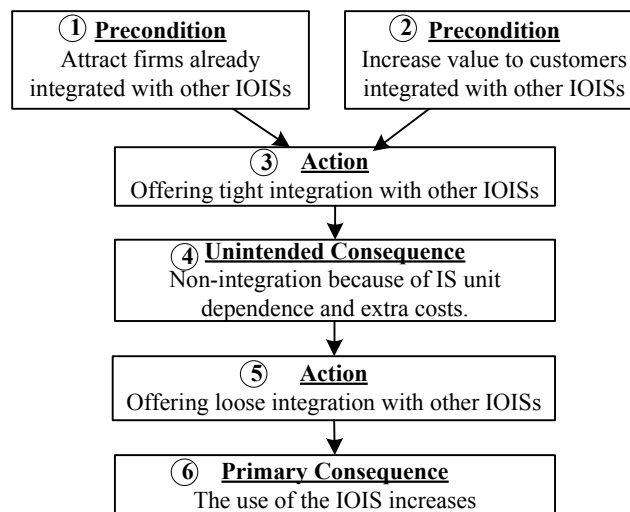 1 Precondition
Attract firms already
integrated with other IOISs
2 Precondition
Increase value to customers
integrated with other IOISs
3 Action
Offering tight integration with other IOISs
4 Unintended Consequence
Non-integration because of IS unit
dependence and extra costs.
5 Action
Offering loose integration with other IOISs
6 Primary Consequence
The use of the IOIS increases